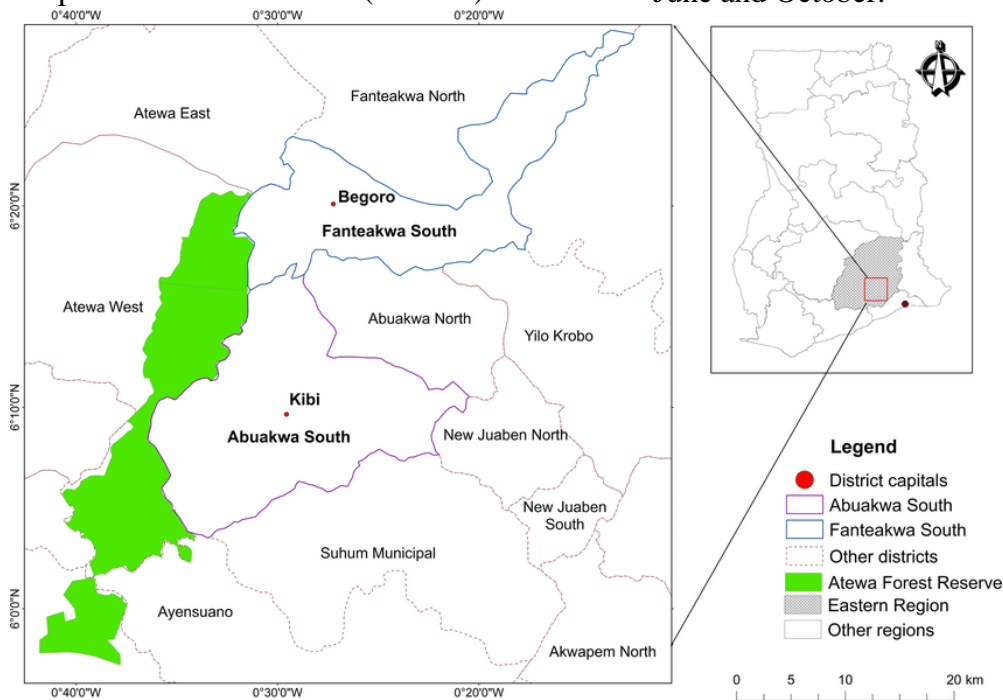 June and October.
0°40'0"W
0°30'0"W
0°20'0"W
Fanteakwa North
Atewa East
6°20'0"N
Begoro
Fanteakwa South
Atewa West
Abuakwa North
Yilo Krobo
6°10'0"N
Kibi
Abuakwa South
New Juaben North
New Juaben
South
Suhum Municipal
6°0'0"N
Ayensuano
Akwapem North
0°40'0"W
0°30'0"W
0°20'0"W
Legend
District capitals
Abuakwa South
Fanteakwa South
Other districts
Atewa Forest Reserve
Eastern Region
Other regions
0
5
10
20 km